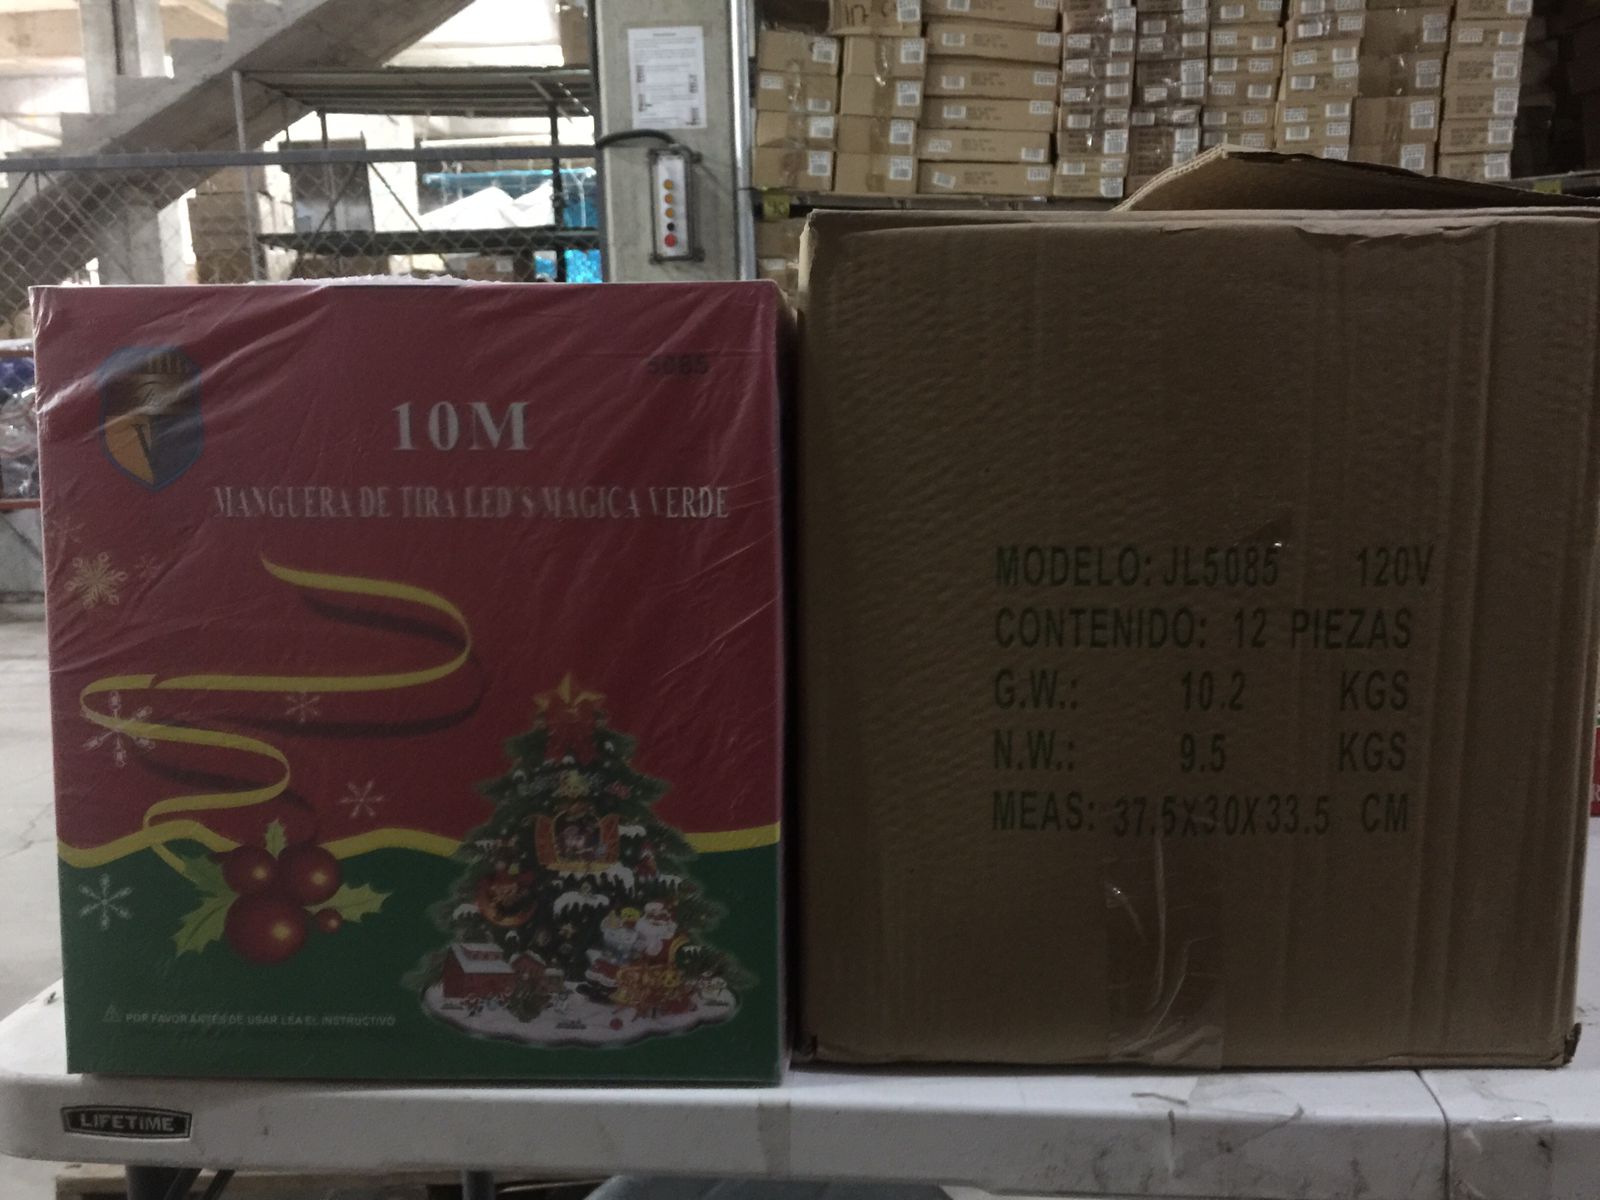 5085
10M
MANGUERA DE TIRA LED'S MAGICA VERDE
V
POR FAVOR ANTES DE USAR LEA EL INSTRUCTIVO
MODELO: JL5085 120V
CONTENIDO: 12 PIEZAS
G.W.: 10.2 KGS
N.W.: 9.5 KGS
MEAS: 37.5X30X33.5 CM
LIFETIME